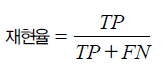 재현율 = TP / (TP + FN)